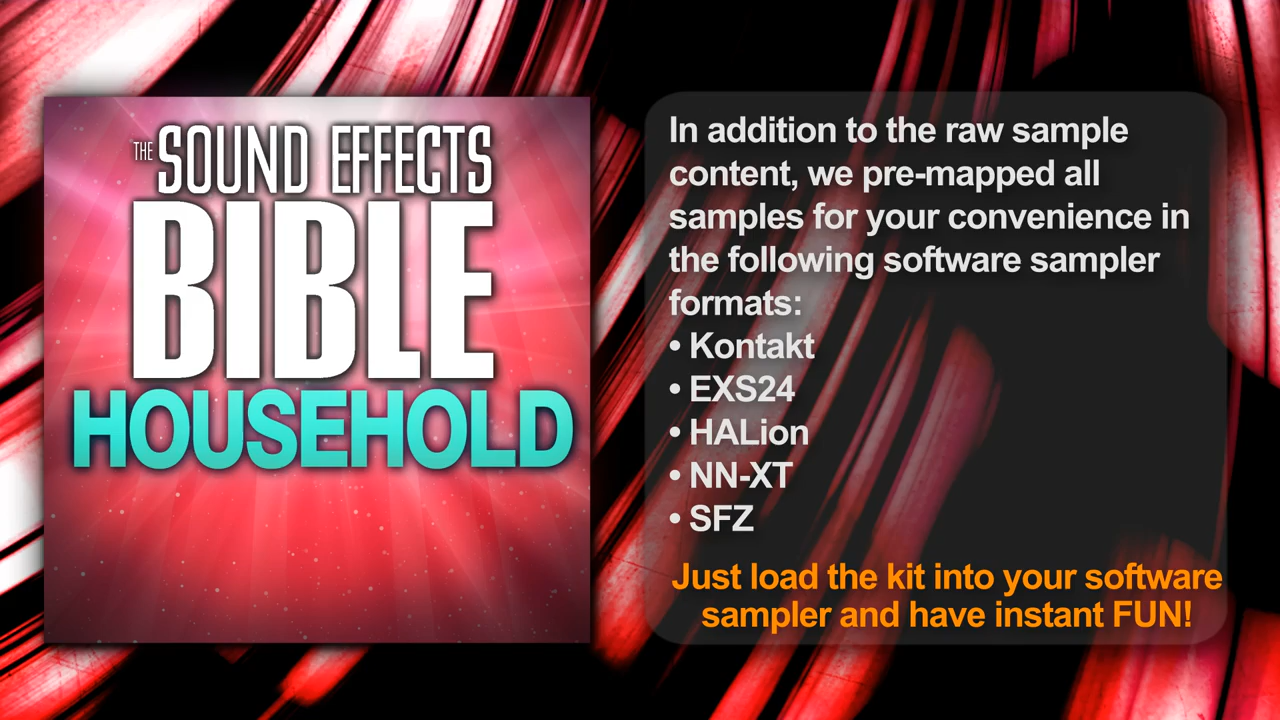 THE SOUND EFFECTS
BIBLE
HOUSEHOLD
In addition to the raw sample
content, we pre-mapped all
samples for your convenience in
the following software sampler
formats:
• Kontakt
• EXS24
• HALion
• NN-XT
• SFZ
Just load the kit into your software
sampler and have instant FUN!